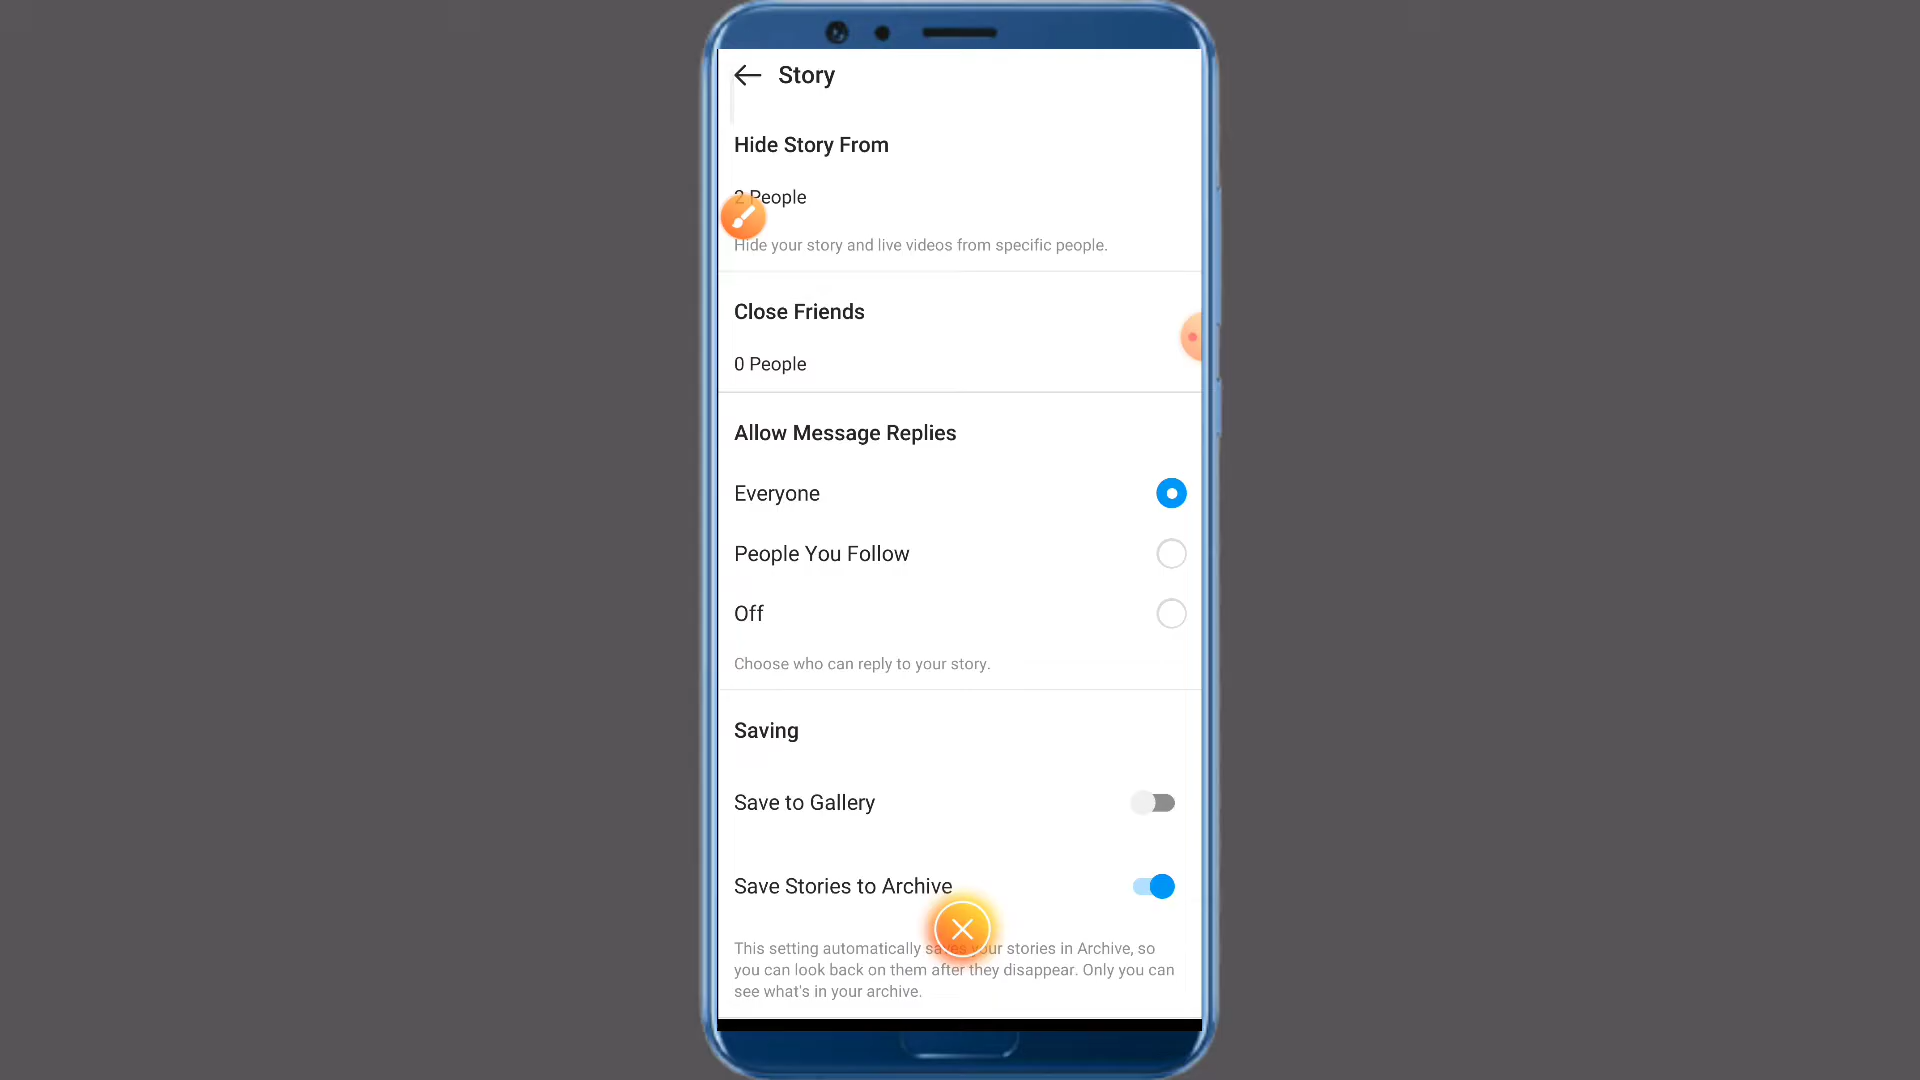 Story
Hide Story From
2 People
Hide your story and live videos from specific people.
Close Friends
0 People
Allow Message Replies
Everyone
People You Follow
Off
Choose who can reply to your story.
Saving
Save to Gallery
Save Stories to Archive
This setting automatically saves your stories in Archive, so
you can look back on them after they disappear. Only you can
see what's in your archive.